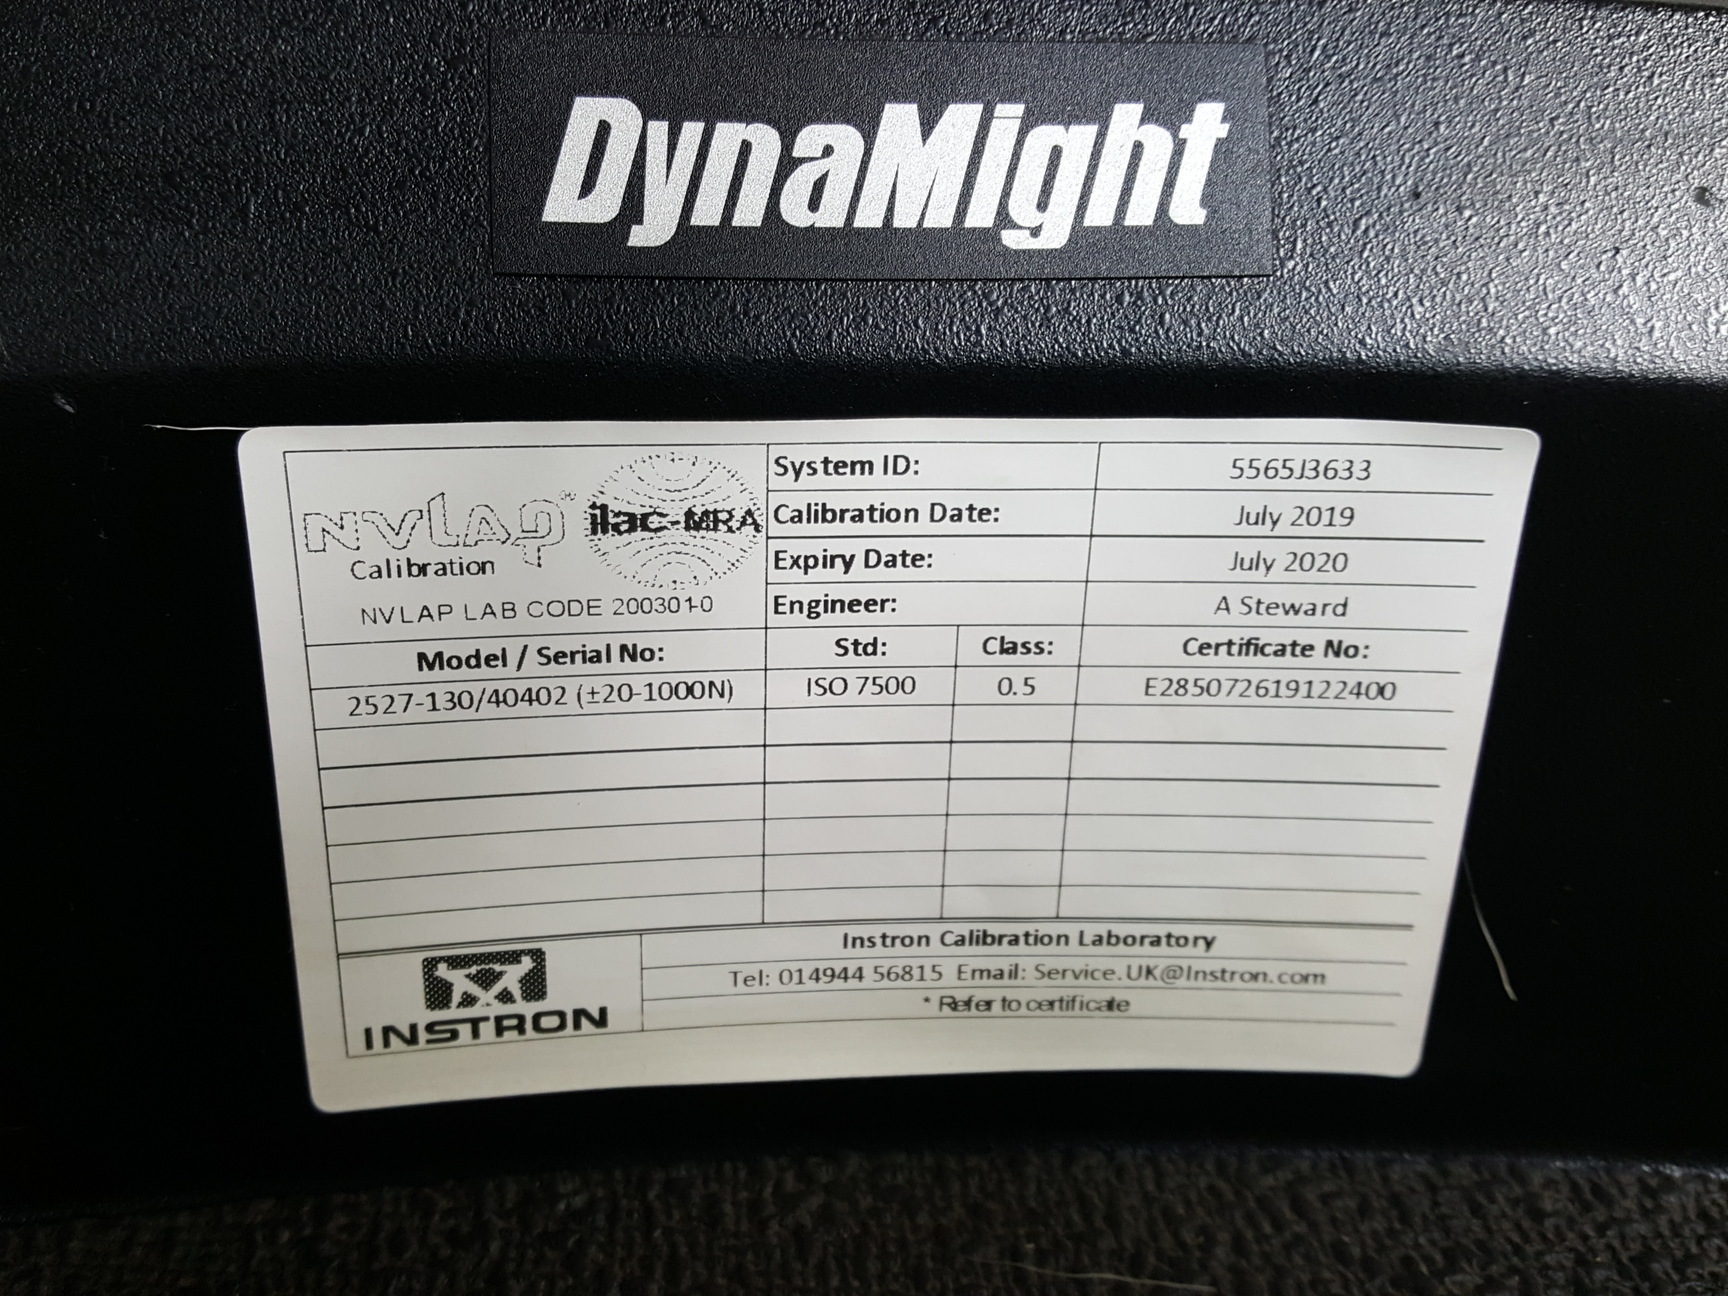 DynaMight
NVLAP®
Calibration
ilac-MRA
NVLAP LAB CODE 200301-0
System ID: 5565J3633
Calibration Date: July 2019
Expiry Date: July 2020
Engineer: A Steward
Model / Serial No: Std: Class: Certificate No:
2527-130/40402 (±20-1000N) ISO 7500 0.5 E285072619122400
INSTRON
Instron Calibration Laboratory
Tel: 014944 56815 Email: Service.UK@Instron.com
* Refer to certificate